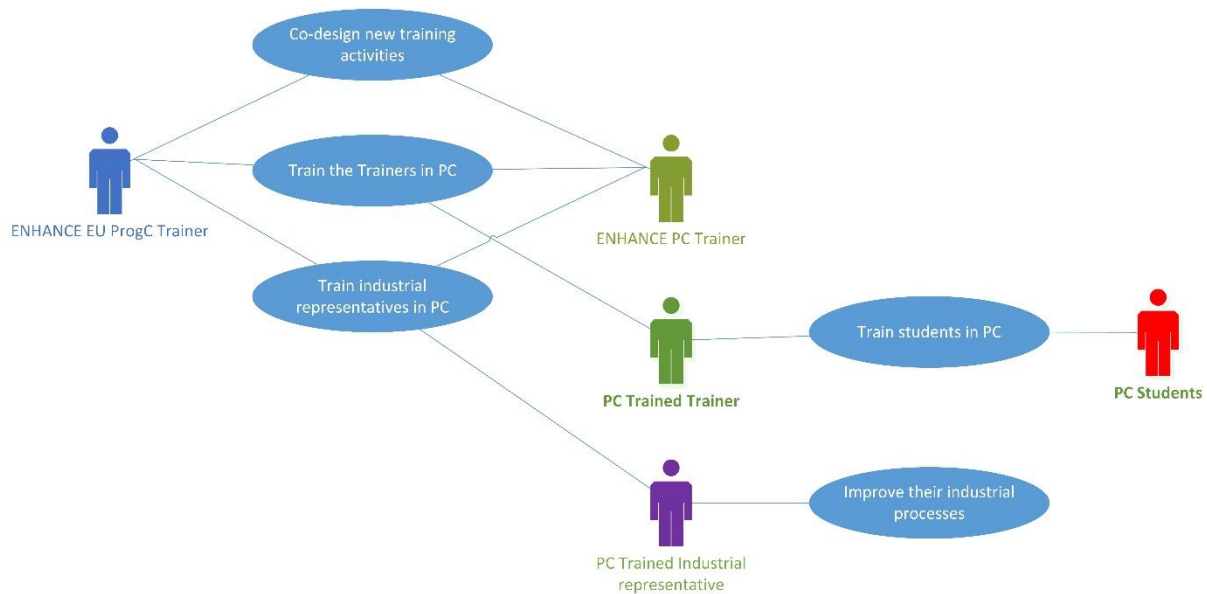 Co-design new training
activities
Train the Trainers in PC
ENHANCE EU ProgC Trainer
ENHANCE PC Trainer
Train industrial
representatives in PC
Train students in PC
PC Trained Trainer
PC Students
Improve their industrial
processes
PC Trained Industrial
representative